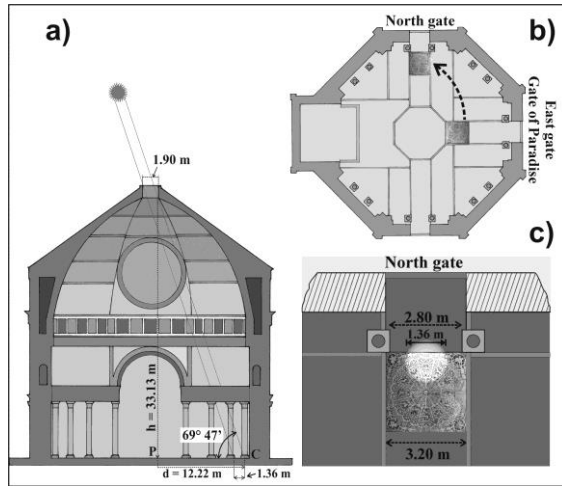 a)
1.90 m
h = 33.13 m
69° 47'
P
C
d = 12.22 m
1.36 m
b)
North gate
East gate
Gate of Paradise
c)
North gate
2.80 m
1.36 m
3.20 m